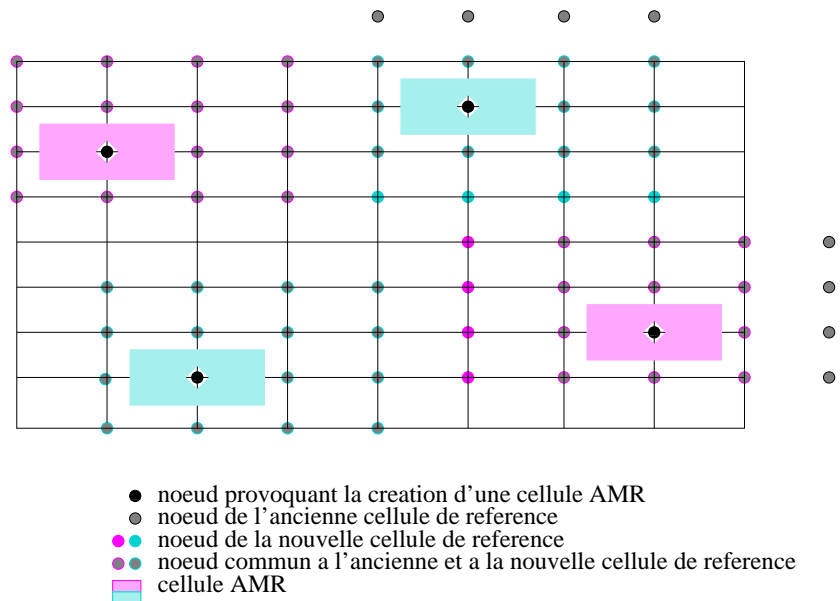 noeud provoquant la creation d’une cellule AMR
noeud de l’ancienne cellule de reference
noeud de la nouvelle cellule de reference
noeud commun a l’ancienne et a la nouvelle cellule de reference
cellule AMR